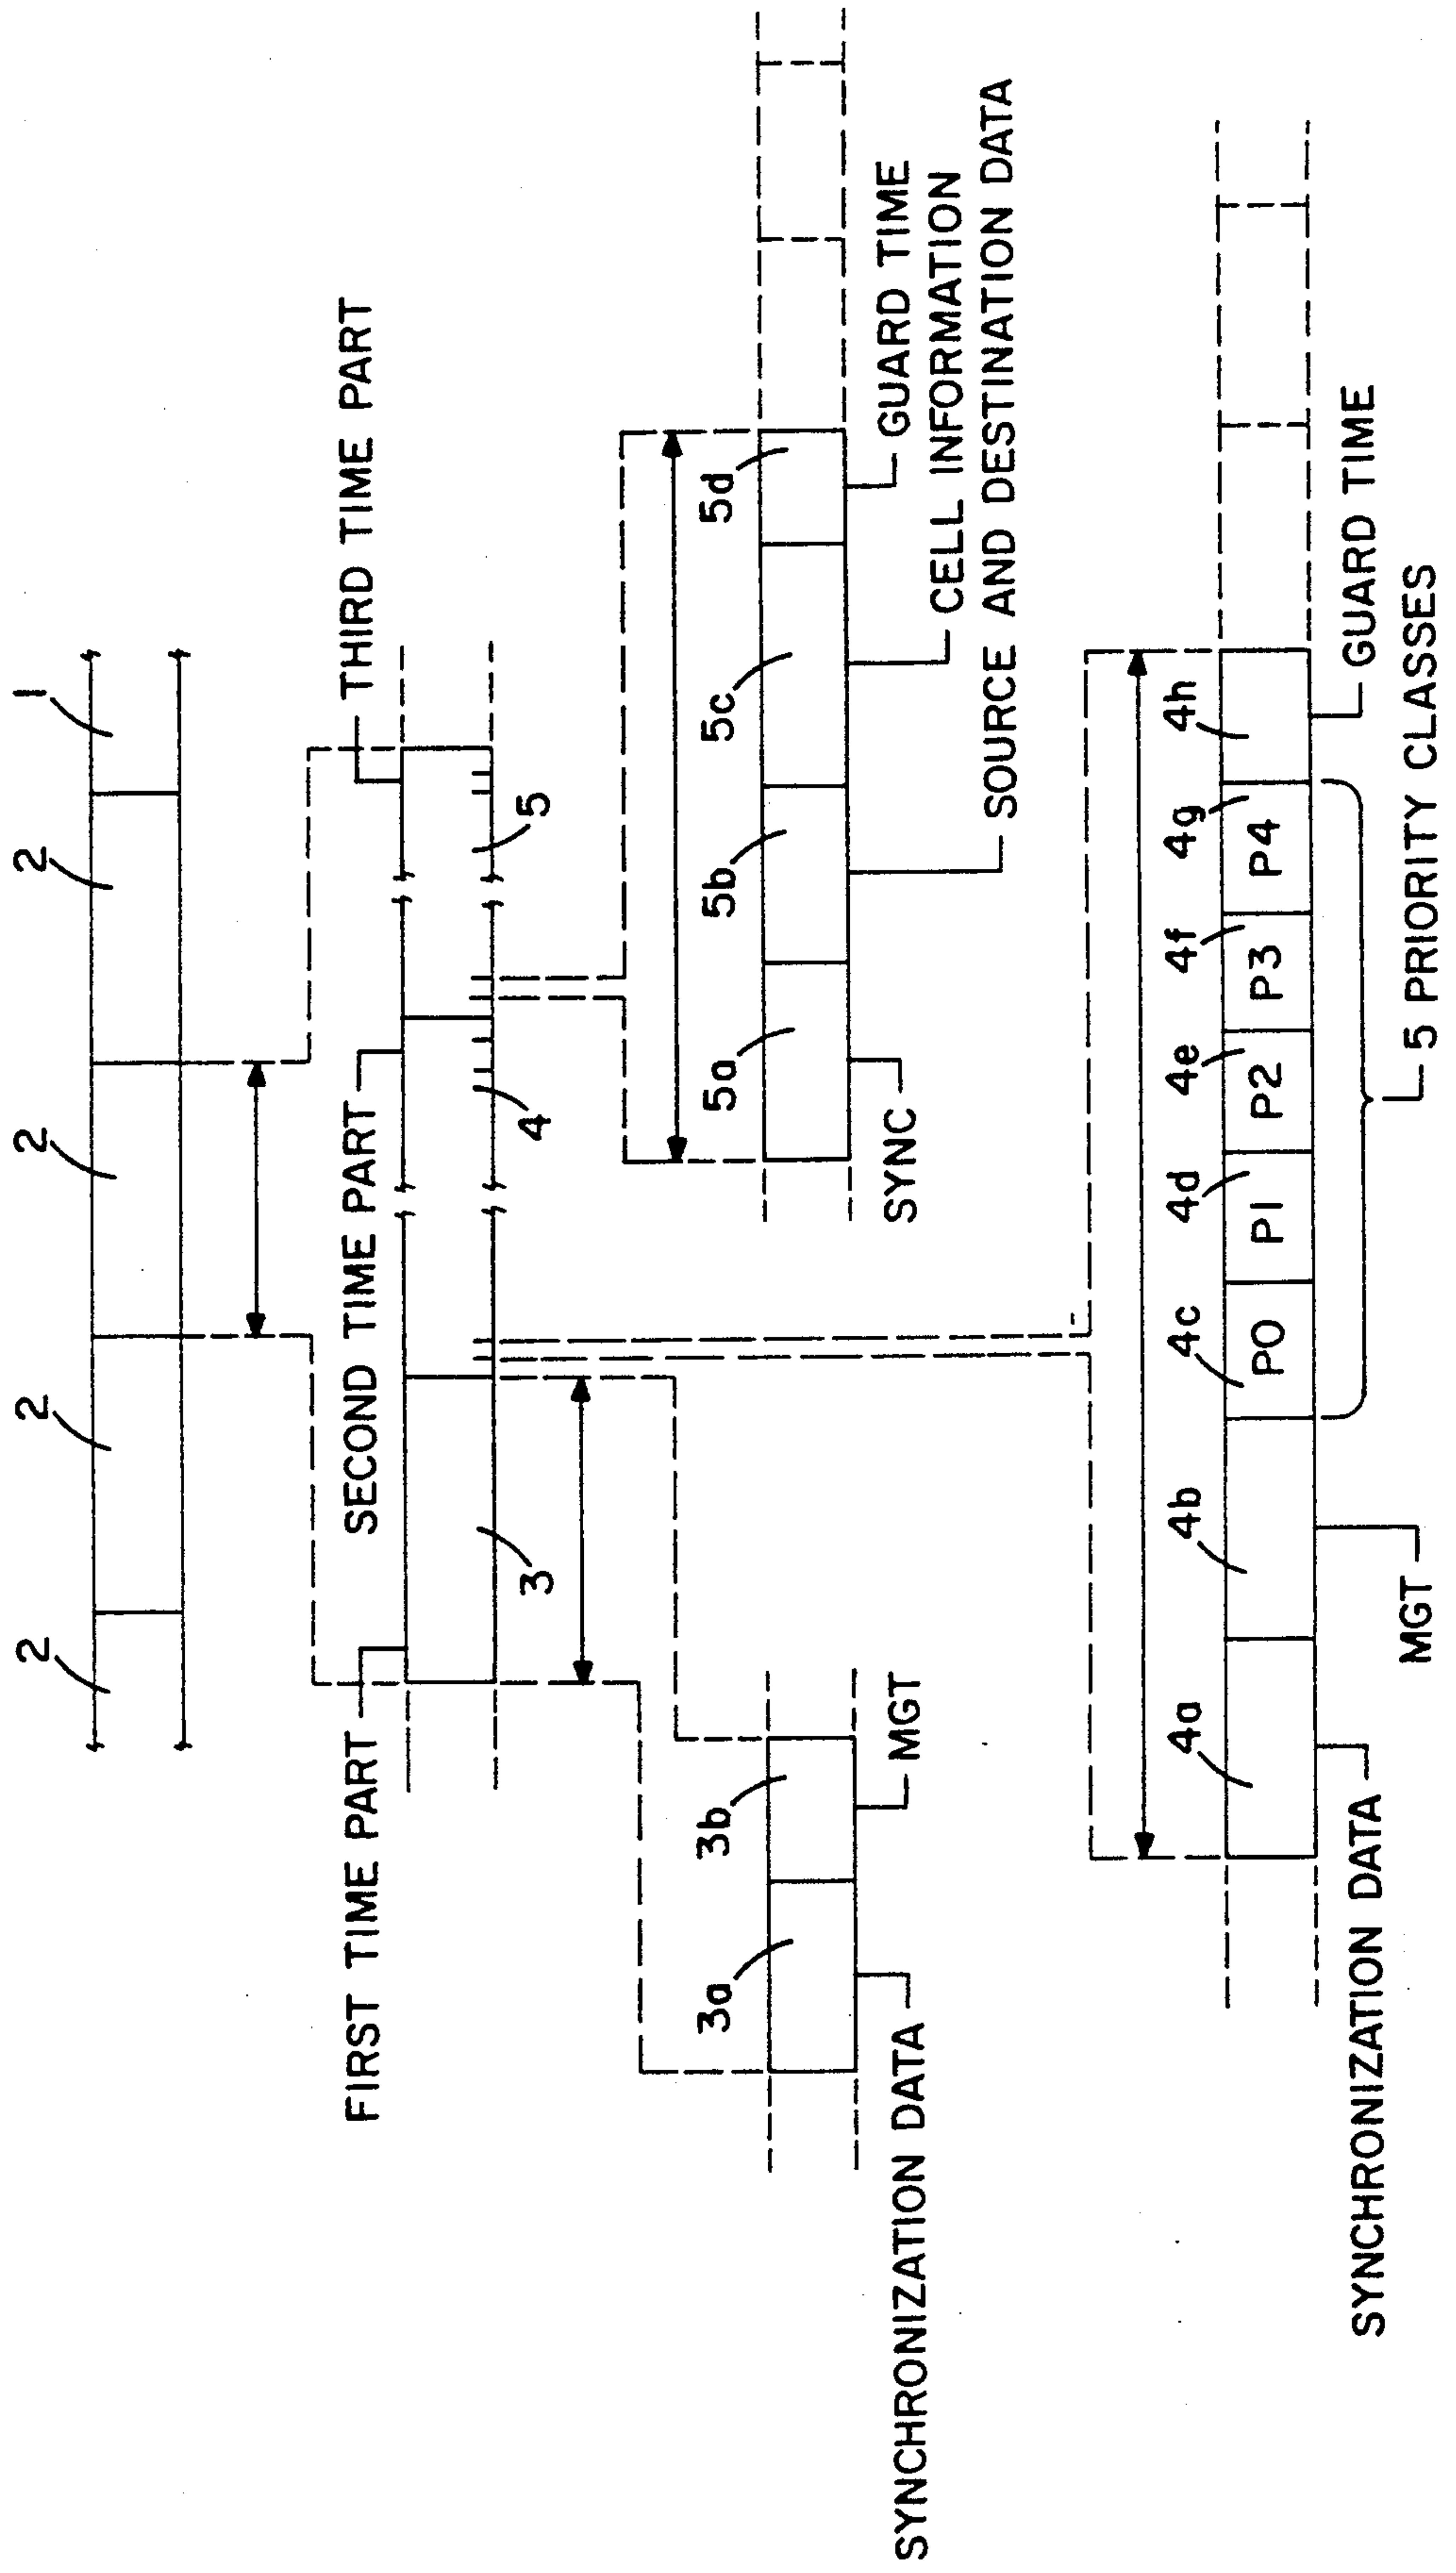 2
2
2
2
1
FIRST TIME PART
SECOND TIME PART
THIRD TIME PART
3
4
5
3a
3b
SYNCHRONIZATION DATA
MGT
5a
5b
5c
5d
SYNC
GUARD TIME
CELL INFORMATION
SOURCE AND DESTINATION DATA
4a
4b
4c
4d
4e
4f
4g
4h
P0
P1
P2
P3
P4
SYNCHRONIZATION DATA
MGT
GUARD TIME
5 PRIORITY CLASSES